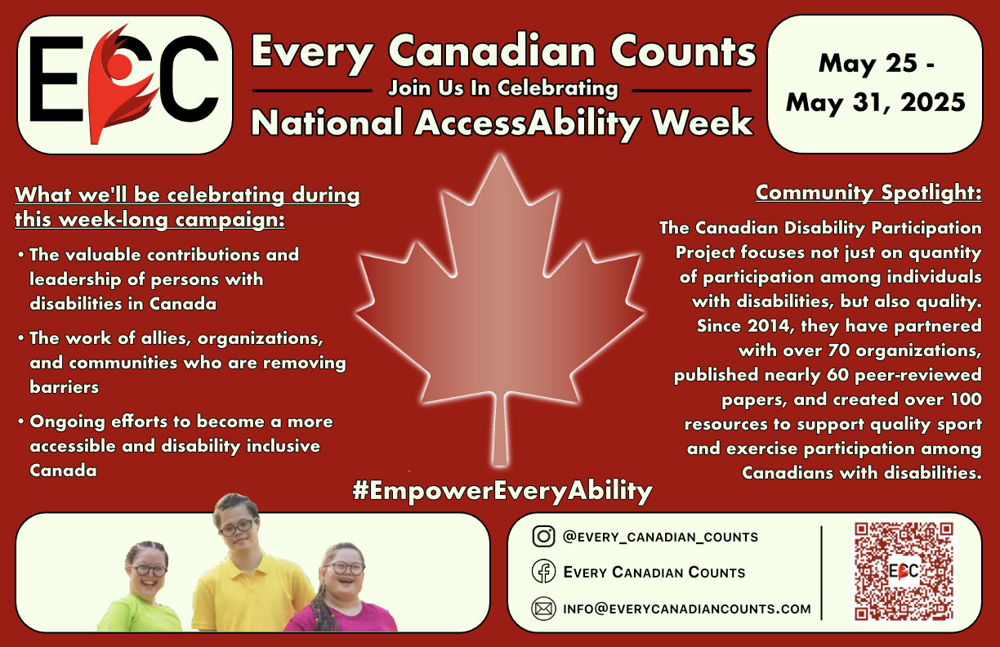 ECC
Every Canadian Counts
Join Us In Celebrating
National AccessAbility Week
May 25 -
May 31, 2025
What we'll be celebrating during
this week-long campaign:
• The valuable contributions and
leadership of persons with
disabilities in Canada
• The work of allies, organizations,
and communities who are removing
barriers
• Ongoing efforts to become a more
accessible and disability inclusive
Canada
Community Spotlight:
The Canadian Disability Participation
Project focuses not just on quantity
of participation among individuals
with disabilities, but also quality.
Since 2014, they have partnered
with over 70 organizations,
published nearly 60 peer-reviewed
papers, and created over 100
resources to support quality sport
and exercise participation among
Canadians with disabilities.
#EmpowerEveryAbility
@EVERY_CANADIAN_COUNTS
EVERY CANADIAN COUNTS
INFO@EVERYCANADIANCOUNTS.COM
ECC